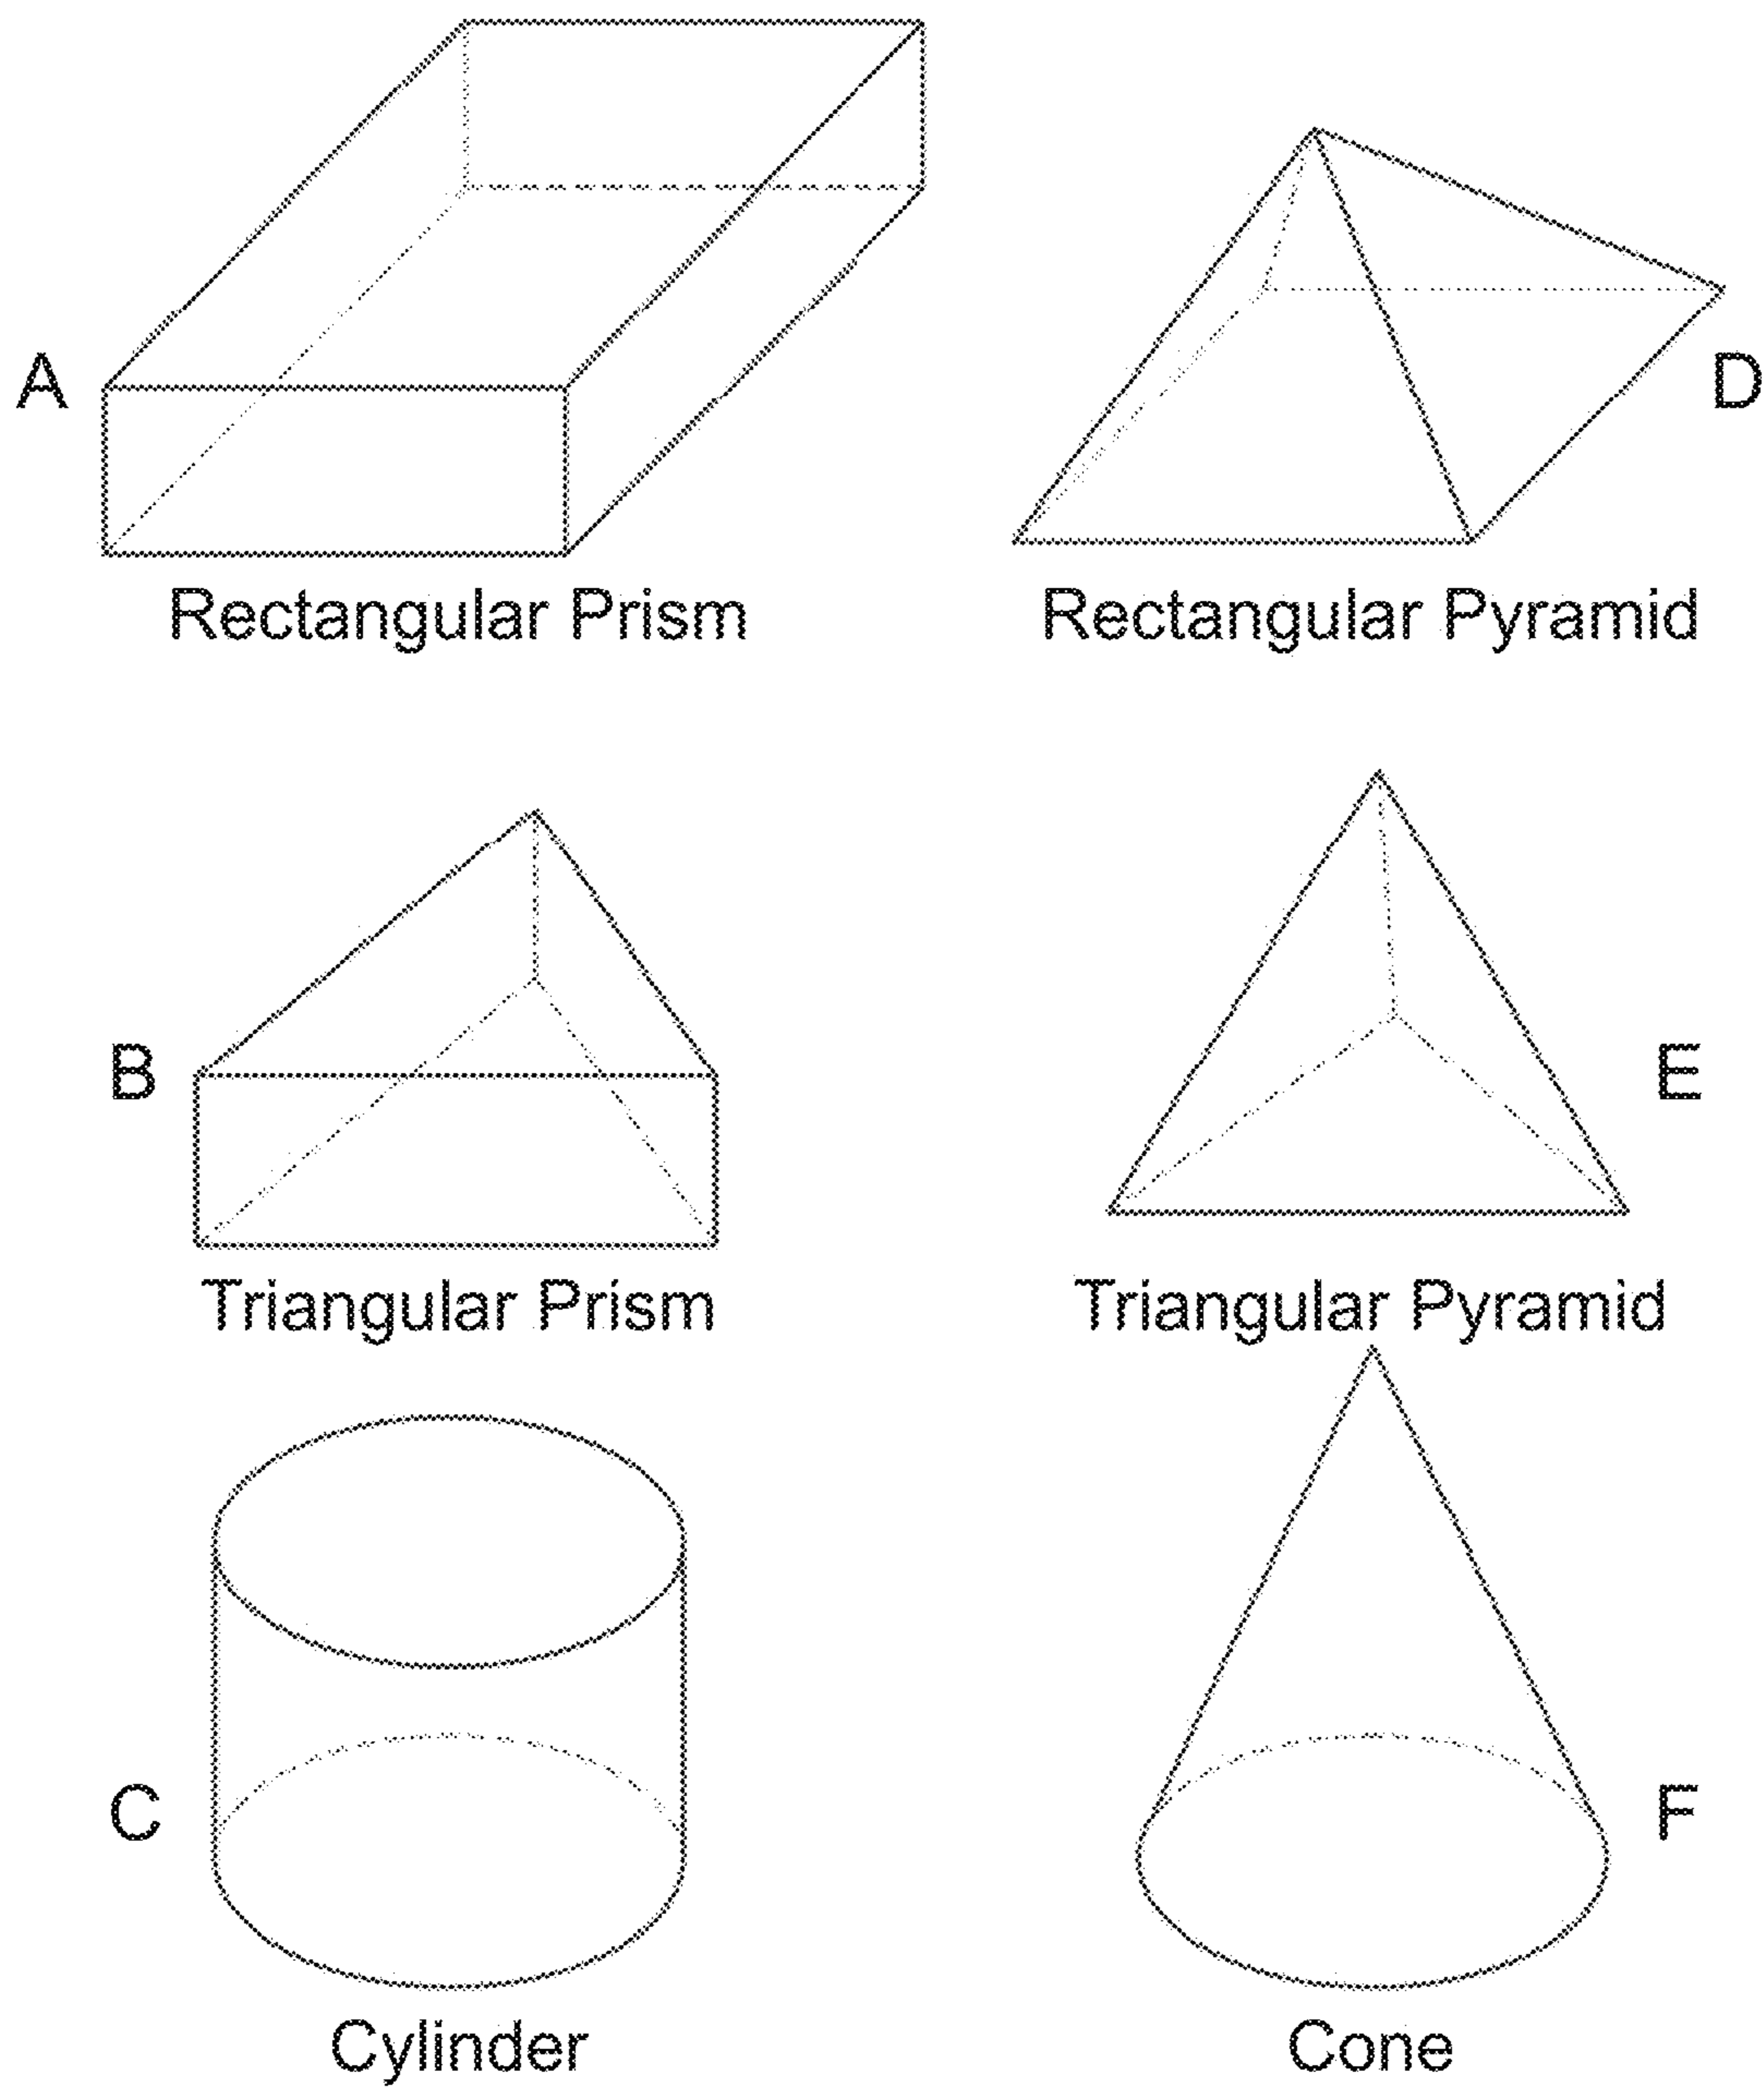 A
D
Rectangular Prism
Rectangular Pyramid
B
E
Triangular Prism
Triangular Pyramid
C
F
Cylinder
Cone